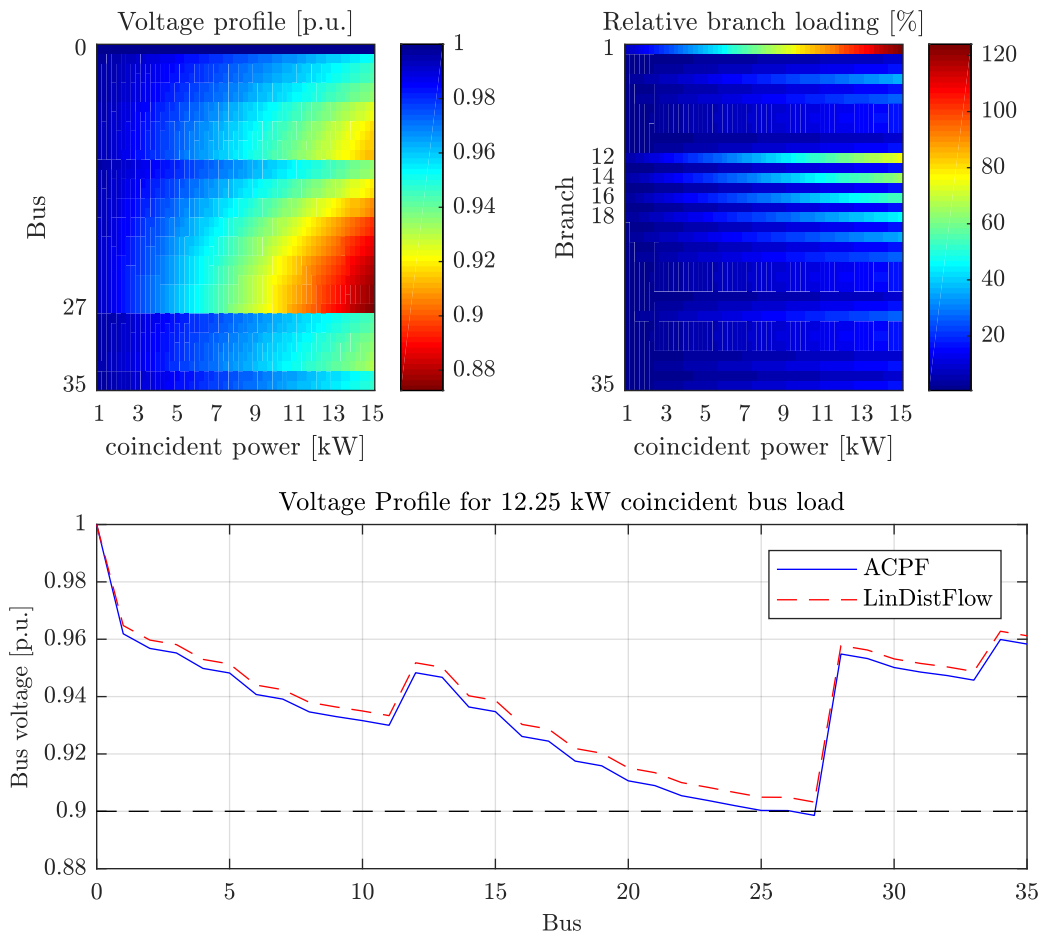 Voltage profile [p.u.]
0
27
35
Bus
1 3 5 7 9 11 13 15
coincident power [kW]
1
0.98
0.96
0.94
0.92
0.9
0.88
Relative branch loading [%]
1
12
14
16
18
35
Branch
1 3 5 7 9 11 13 15
coincident power [kW]
120
100
80
60
40
20
Voltage Profile for 12.25 kW coincident bus load
1
0.98
0.96
0.94
0.92
0.9
0.88
Bus voltage [p.u.]
ACPF
LinDistFlow
0 5 10 15 20 25 30 35
Bus